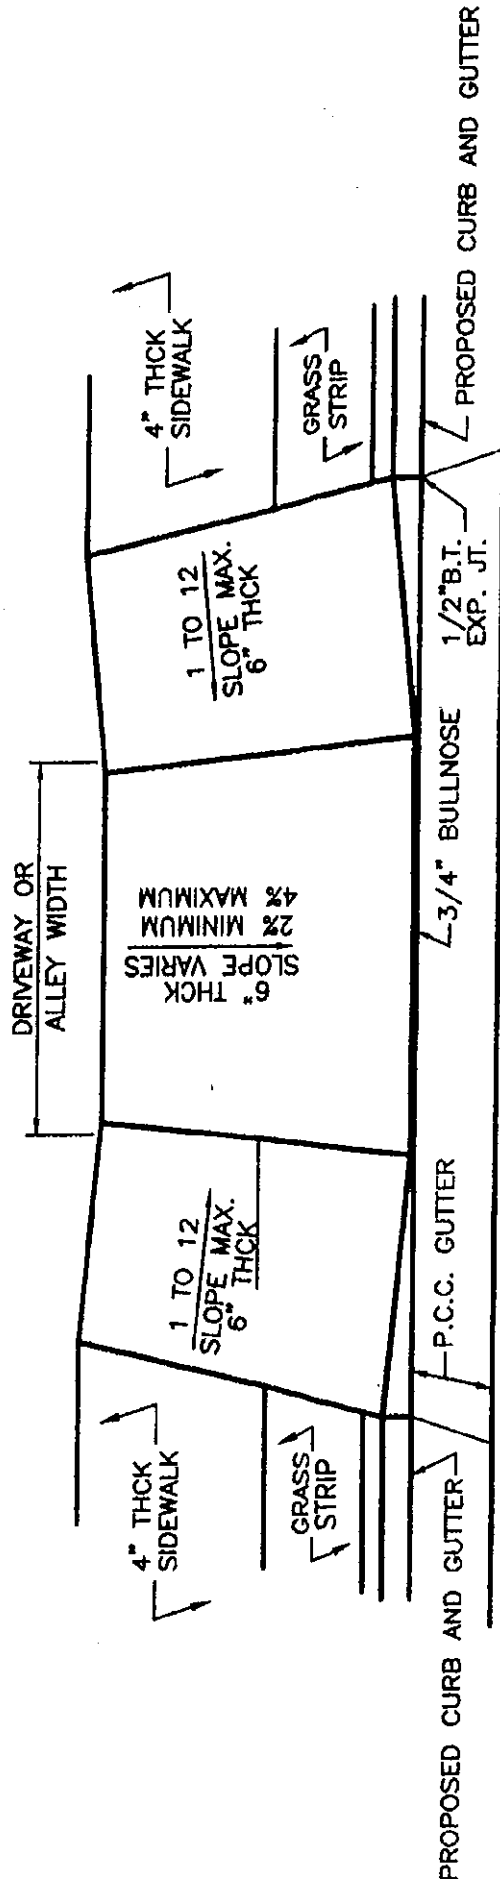 DRIVEWAY OR
ALLEY WIDTH
4" THCK
SIDEWALK
1 TO 12
SLOPE MAX.
6" THCK
6" THCK
SLOPE VARIES
2% MINIMUM
4% MAXIMUM
1 TO 12
SLOPE MAX.
6" THCK
4" THCK
SIDEWALK
GRASS
STRIP
GRASS
STRIP
PROPOSED CURB AND GUTTER
P.C.C. GUTTER
3/4" BULLNOSE
1/2"B.T.
EXP. JT.
PROPOSED CURB AND GUTTER